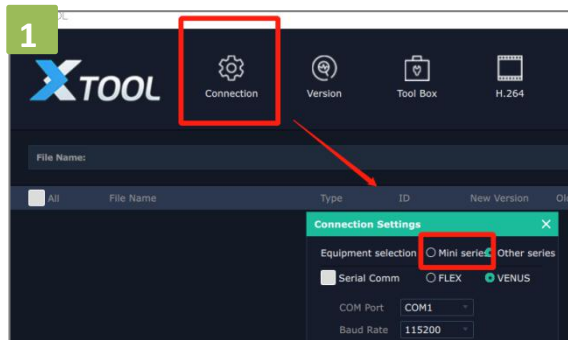 1
XTOOL
Connection Version Tool Box H.264
File Name:
All File Name Type ID New Version
Connection Settings X
Equipment selection Mini series Other series
Serial Comm FLEX VENUS
COM Port COM1
Baud Rate 115200